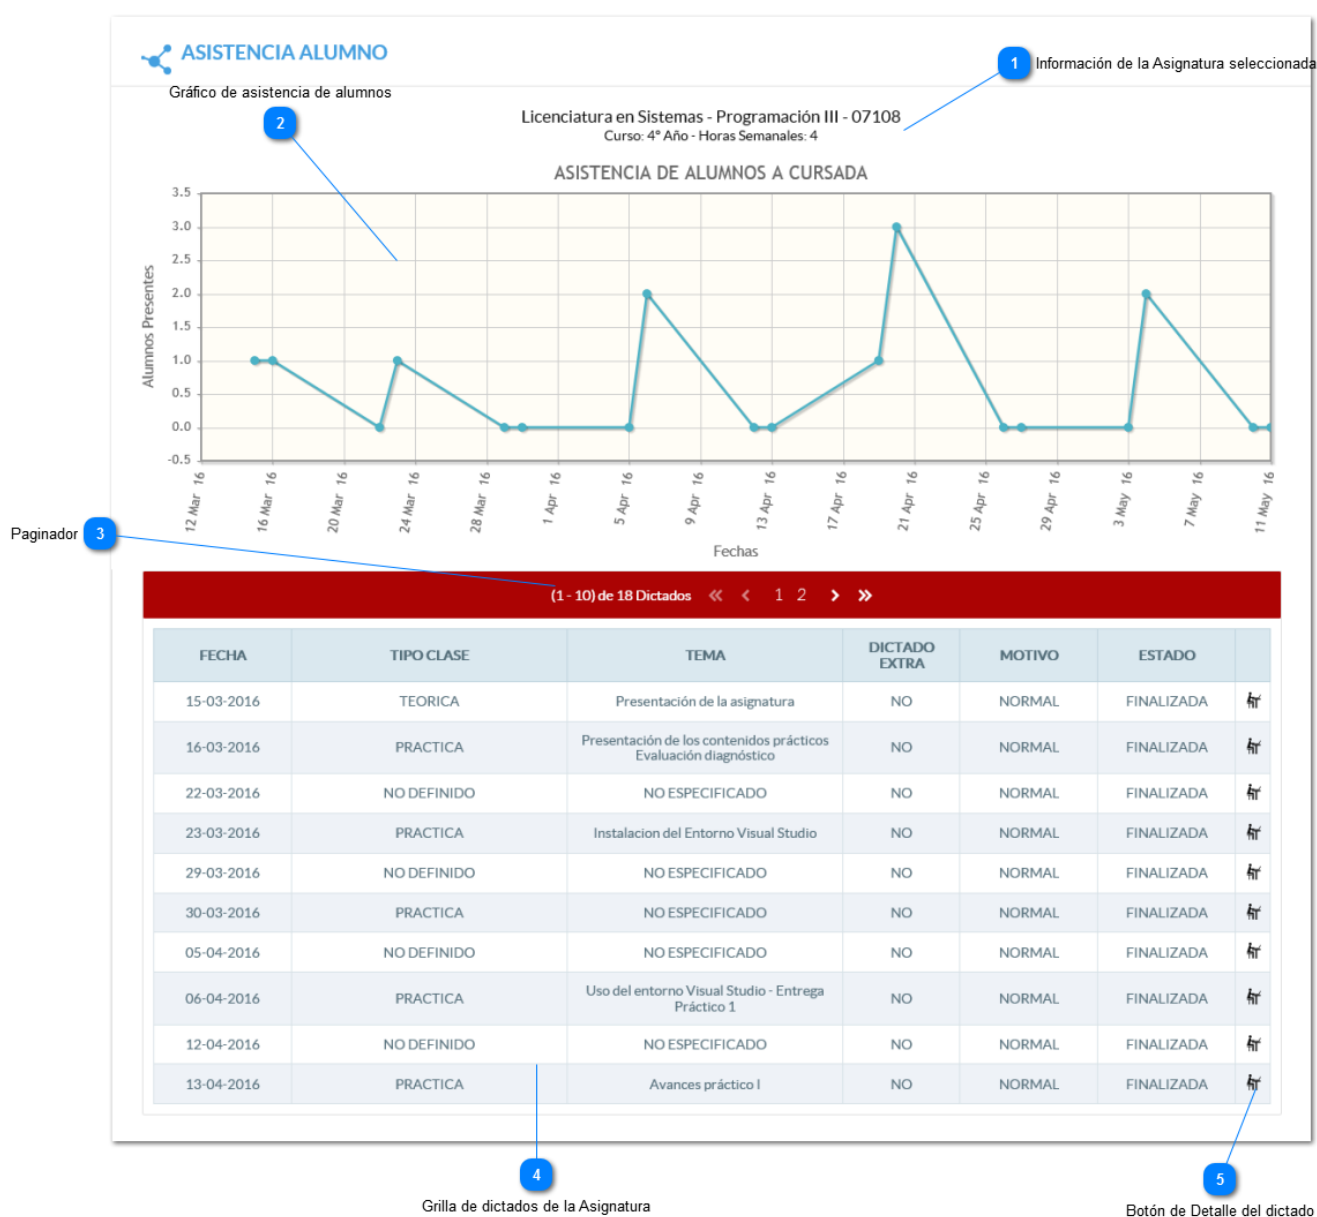 ASISTENCIA ALUMNO
1 Información de la Asignatura seleccionada
Gráfico de asistencia de alumnos
2
Licenciatura en Sistemas - Programación III - 07108
Curso: 4° Año - Horas Semanales: 4
ASISTENCIA DE ALUMNOS A CURSADA
3.5
3.0
2.5
2.0
1.5
1.0
0.5
0.0
-0.5
Alumnos Presentes
12 Mar 16
16 Mar 16
20 Mar 16
24 Mar 16
28 Mar 16
1 Apr 16
5 Apr 16
9 Apr 16
13 Apr 16
17 Apr 16
21 Apr 16
25 Apr 16
29 Apr 16
3 May 16
7 May 16
11 May 16
Fechas
Paginador 3
(1 - 10) de 18 Dictados 1 2
FECHA TIPO CLASE TEMA DICTADO EXTRA MOTIVO ESTADO
15-03-2016 TEORICA Presentación de la asignatura NO NORMAL FINALIZADA
16-03-2016 PRACTICA Presentación de los contenidos prácticos Evaluación diagnóstico NO NORMAL FINALIZADA
22-03-2016 NO DEFINIDO NO ESPECIFICADO NO NORMAL FINALIZADA
23-03-2016 PRACTICA Instalacion del Entorno Visual Studio NO NORMAL FINALIZADA
29-03-2016 NO DEFINIDO NO ESPECIFICADO NO NORMAL FINALIZADA
30-03-2016 PRACTICA NO ESPECIFICADO NO NORMAL FINALIZADA
05-04-2016 NO DEFINIDO NO ESPECIFICADO NO NORMAL FINALIZADA
06-04-2016 PRACTICA Uso del entorno Visual Studio - Entrega Práctico 1 NO NORMAL FINALIZADA
12-04-2016 NO DEFINIDO NO ESPECIFICADO NO NORMAL FINALIZADA
13-04-2016 PRACTICA Avances práctico I NO NORMAL FINALIZADA
4
Grilla de dictados de la Asignatura
5
Botón de Detalle del dictado